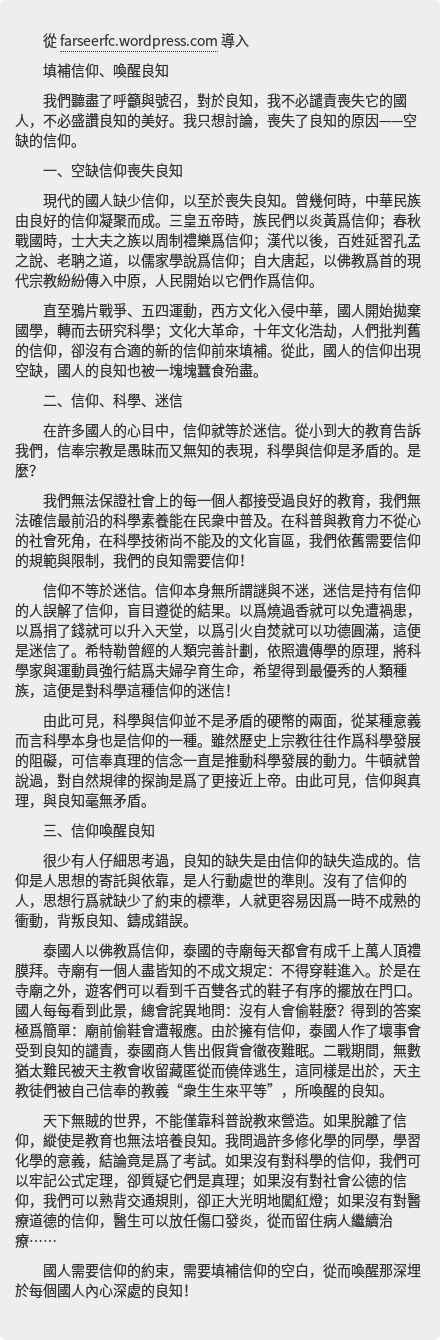 從 farseerfc.wordpress.com 導入
填補信仰、喚醒良知
我們聽盡了呼籲與號召，對於良知，我不必譴責喪失它的國
人，不必盛讚良知的美好。我只想討論，喪失了良知的原因——空
缺的信仰。
一、空缺信仰喪失良知
現代的國人缺少信仰，以至於喪失良知。曾幾何時，中華民族
由良好的信仰凝聚而成。三皇五帝時，族民們以炎黃爲信仰；春秋
戰國時，士大夫之族以周制禮樂爲信仰；漢代以後，百姓延習孔孟
之說、老聃之道，以儒家學說爲信仰；自大唐起，以佛教爲首的現
代宗教紛紛傳入中原，人民開始以它們作爲信仰。
直至鴉片戰爭、五四運動，西方文化入侵中華，國人開始拋棄
國學，轉而去研究科學；文化大革命，十年文化浩劫，人們批判舊
的信仰，卻沒有合適的新的信仰前來填補。從此，國人的信仰出現
空缺，國人的良知也被一塊塊蠶食殆盡。
二、信仰、科學、迷信
在許多國人的心目中，信仰就等於迷信。從小到大的教育告訴
我們，信奉宗教是愚昧而又無知的表現，科學與信仰是矛盾的。是
麼？
我們無法保證社會上的每一個人都接受過良好的教育，我們無
法確信最前沿的科學素養能在民衆中普及。在科普與教育力不從心
的社會死角，在科學技術尚不能及的文化盲區，我們依舊需要信仰
的規範與限制，我們的良知需要信仰！
信仰不等於迷信。信仰本身無所謂謎與不迷，迷信是持有信仰
的人誤解了信仰，盲目遵從的結果。以爲燒過香就可以免遭禍患，
以爲捐了錢就可以升入天堂，以爲引火自焚就可以功德圓滿，這便
是迷信了。希特勒曾經的人類完善計劃，依照遺傳學的原理，將科
學家與運動員強行結爲夫婦孕育生命，希望得到最優秀的人類種
族，這便是對科學這種信仰的迷信！
由此可見，科學與信仰並不是矛盾的硬幣的兩面，從某種意義
而言科學本身也是信仰的一種。雖然歷史上宗教往往作爲科學發展
的阻礙，可信奉真理的信念一直是推動科學發展的動力。牛頓就曾
說過，對自然規律的探詢是爲了更接近上帝。由此可見，信仰與真
理，與良知毫無矛盾。
三、信仰喚醒良知
很少有人仔細思考過，良知的缺失是由信仰的缺失造成的。信
仰是人思想的寄託與依靠，是人行動處世的準則。沒有了信仰的
人，思想行爲就缺少了約束的標準，人就更容易因爲一時不成熟的
衝動，背叛良知、鑄成錯誤。
泰國人以佛教爲信仰，泰國的寺廟每天都會有成千上萬人頂禮
膜拜。寺廟有一個人盡皆知的不成文規定：不得穿鞋進入。於是在
寺廟之外，遊客們可以看到千百雙各式的鞋子有序的擺放在門口。
國人每每看到此景，總會詫異地問：沒有人會偷鞋麼？得到的答案
極爲簡單：廟前偷鞋會遭報應。由於擁有信仰，泰國人作了壞事會
受到良知的譴責，泰國商人售出假貨會徹夜難眠。二戰期間，無數
猶太難民被天主教會收留藏匿從而僥倖逃生，這同樣是出於，天主
教徒們被自己信奉的教義“衆生生來平等”，所喚醒的良知。
天下無賊的世界，不能僅靠科普說教來營造。如果脫離了信
仰，縱使是教育也無法培養良知。我問過許多修化學的同學，學習
化學的意義，結論竟是爲了考試。如果沒有對科學的信仰，我們可
以牢記公式定理，卻質疑它們是真理；如果沒有對社會公德的信
仰，我們可以熟背交通規則，卻正大光明地闖紅燈；如果沒有對醫
療道德的信仰，醫生可以放任傷口發炎，從而留住病人繼續治
療……
國人需要信仰的約束，需要填補信仰的空白，從而喚醒那深埋
於每個國人內心深處的良知！